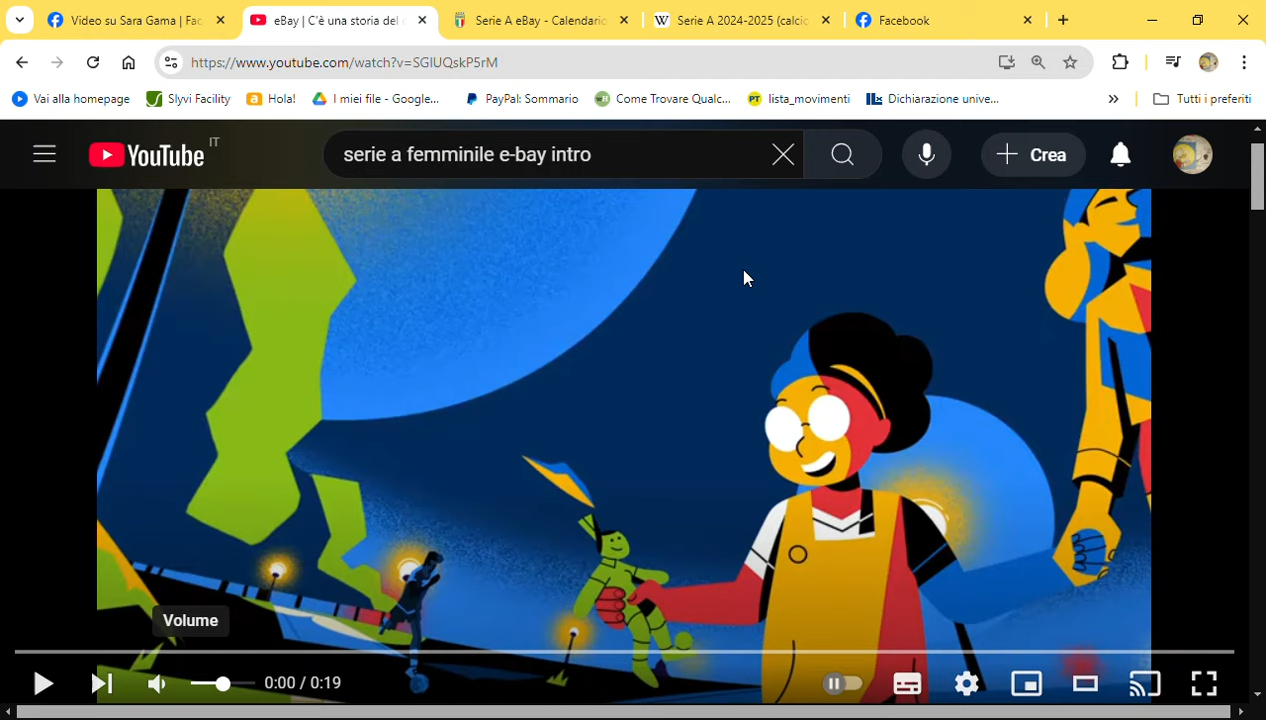 Video su Sara Gama | Fac
eBay | C'è una storia del c
Serie A eBay - Calendario
Serie A 2024-2025 (calcio
Facebook
https://www.youtube.com/watch?v=SGlUQskP5rM
Vai alla homepage
Slyvi Facility
Hola!
I miei file - Google...
PayPal: Sommario
Come Trovare Qualc...
lista_movimenti
Dichiarazione unive...
Tutti i preferiti
YouTube IT
serie a femminile e-bay intro
Crea
Volume
0:00 / 0:19